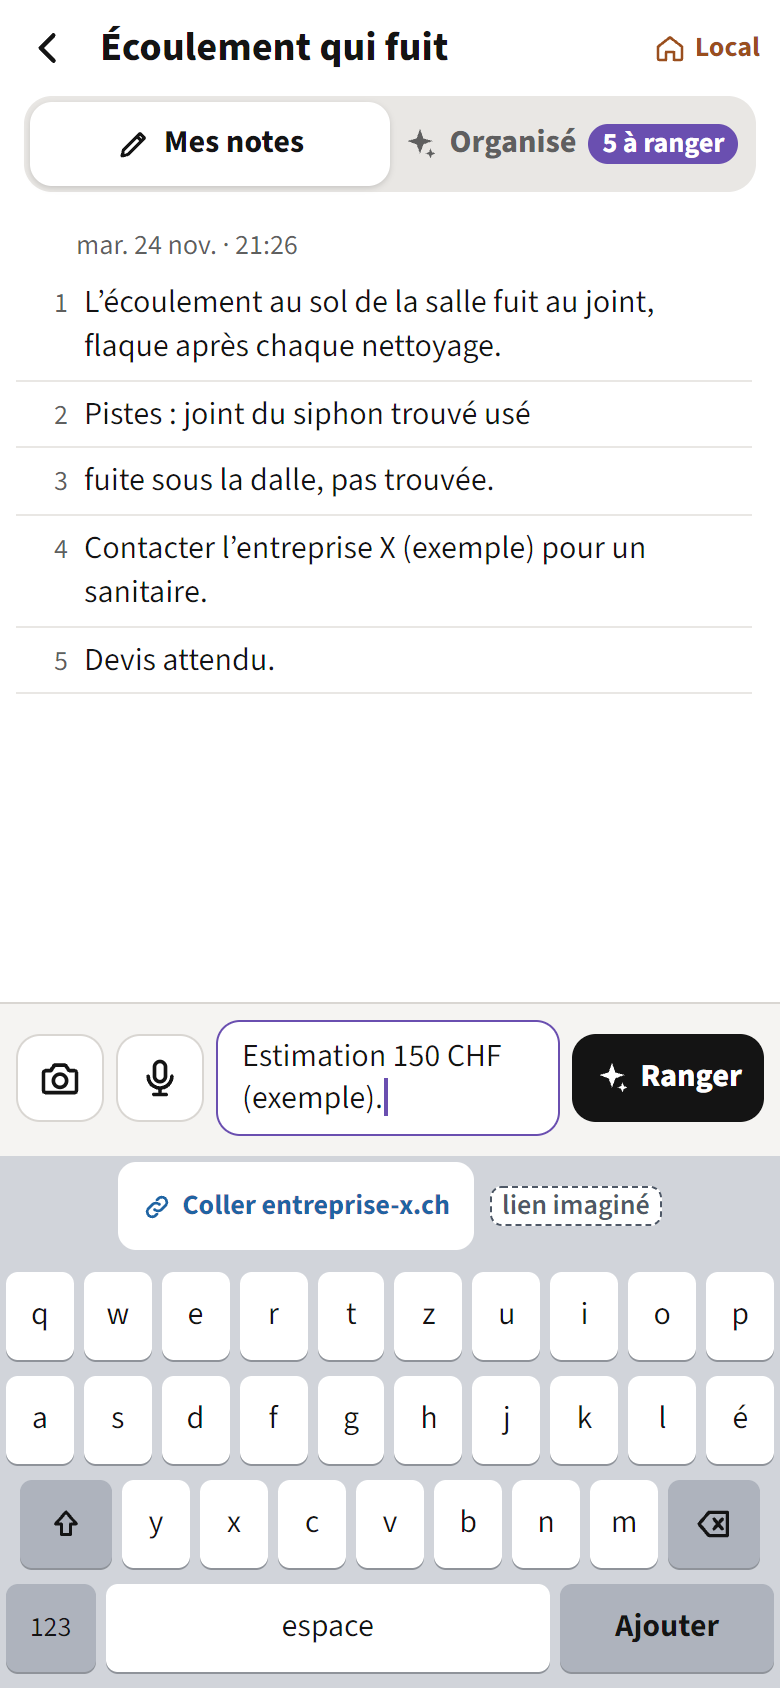 Écoulement qui fuit
Local
Mes notes
Organisé
5 à ranger
mar. 24 nov. · 21:26
1 L’écoulement au sol de la salle fuit au joint,
flaque après chaque nettoyage.
2 Pistes : joint du siphon trouvé usé
3 fuite sous la dalle, pas trouvée.
4 Contacter l’entreprise X (exemple) pour un
sanitaire.
5 Devis attendu.
Estimation 150 CHF
(exemple).
Ranger
Coller entreprise-x.ch
lien imaginé
q w e r t z u i o p
a s d f g h j k l é
y x c v b n m
123 espace Ajouter